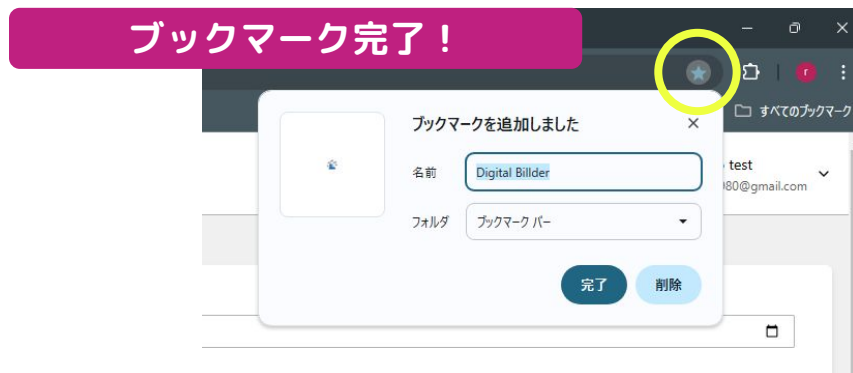 ブックマーク完了！
r
すべてのブックマーク
ブックマークを追加しました
test
80@gmail.com
名前
Digital Billder
フォルダ
ブックマーク バー
完了
削除